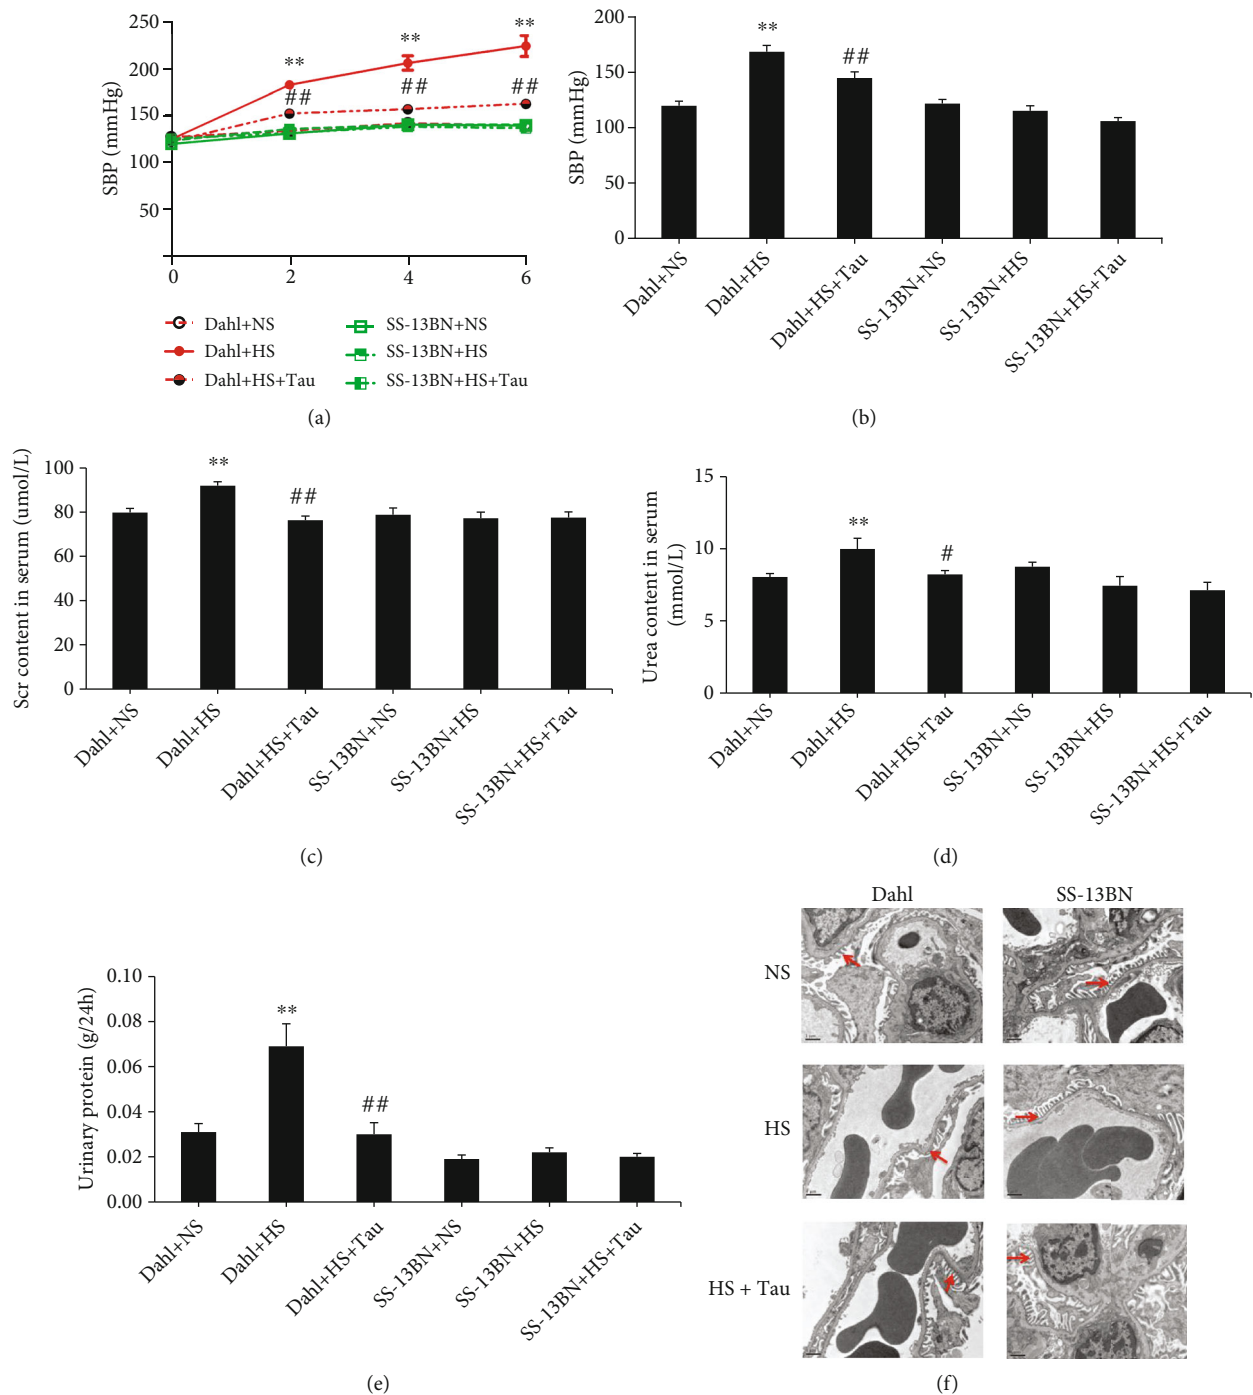 250
200
150
100
50
0
2
4
6
SBP (mmHg)
**
**
**
##
##
##
Dahl+NS
Dahl+HS
Dahl+HS+Tau
SS-13BN+NS
SS-13BN+HS
SS-13BN+HS+Tau
(a)
200
150
100
50
0
SBP (mmHg)
**
##
Dahl+NS
Dahl+HS
Dahl+HS+Tau
SS-13BN+NS
SS-13BN+HS
SS-13BN+HS+Tau
(b)
100
80
60
40
20
0
Scr content in serum (umol/L)
**
##
Dahl+NS
Dahl+HS
Dahl+HS+Tau
SS-13BN+NS
SS-13BN+HS
SS-13BN+HS+Tau
(c)
15
10
5
0
Urea content in serum
(mmol/L)
**
#
Dahl+NS
Dahl+HS
Dahl+HS+Tau
SS-13BN+NS
SS-13BN+HS
SS-13BN+HS+Tau
(d)
0.10
0.08
0.06
0.04
0.02
0.00
Urinary protein (g/24h)
**
##
Dahl+NS
Dahl+HS
Dahl+HS+Tau
SS-13BN+NS
SS-13BN+HS
SS-13BN+HS+Tau
(e)
Dahl
SS-13BN
NS
HS
HS + Tau
(f)